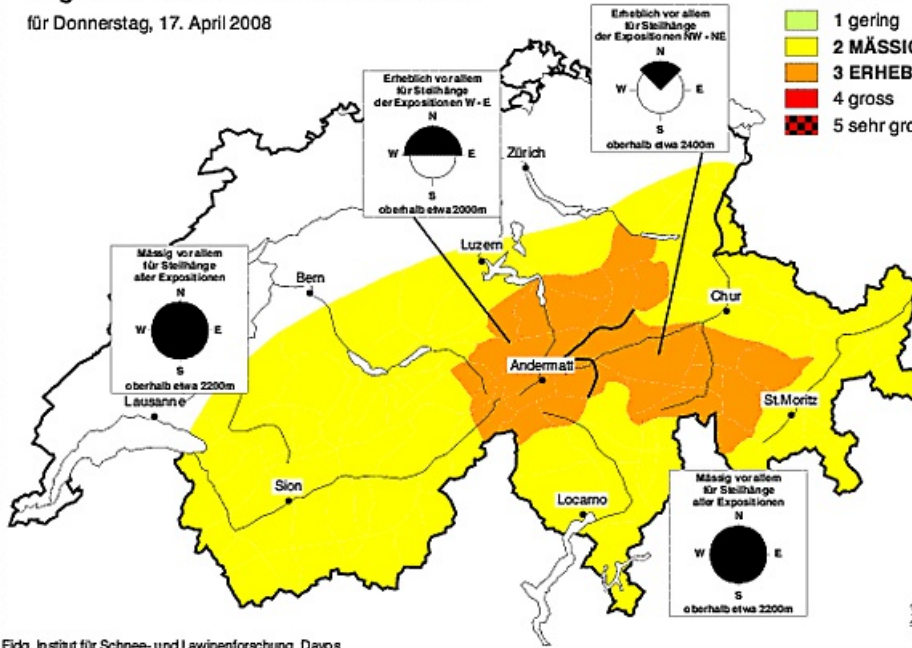 für Donnerstag, 17. April 2008
1 gering
2 MÄSSIG
3 ERHEB
4 gross
5 sehr gro
Erheblich vor allem
für Steilhänge
der Expositionen NW - NE
N
W
E
S
oberhalb etwa 2400m
Erheblich vor allem
für Steilhänge
der Expositionen W - E
N
W
E
S
oberhalb etwa 2000m
Zürich
Luzern
Mässig vor allem
für Steilhänge
aller Expositionen
N
W
E
S
oberhalb etwa 2200m
Bern
Chur
Andermatt
Lausanne
St.Moritz
Sion
Locarno
Mässig vor allem
für Steilhänge
aller Expositionen
N
W
E
S
oberhalb etwa 2200m
Eidg. Institut für Schnee- und Lawinenforschung, Davos